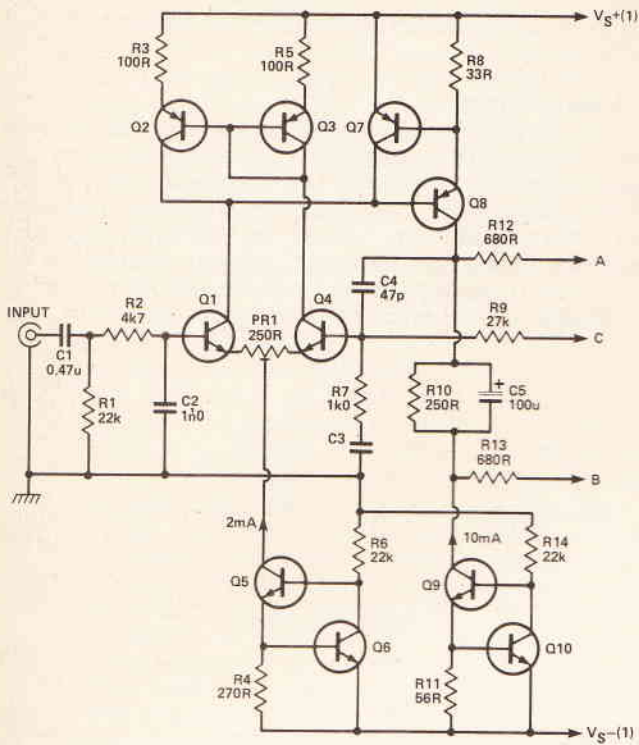 VS+(1)
R3
100R
R5
100R
R8
33R
Q2
Q3
Q7
Q8
R12
680R
A
C4
47p
INPUT
R2
4k7
Q1
PR1
250R
Q4
R9
27k
C
C1
0.47u
R1
22k
C2
1n0
R7
1k0
R10
250R
+
C5
100u
C3
R13
680R
B
2mA
R6
22k
10mA
R14
22k
Q5
Q9
Q6
Q10
R4
270R
R11
56R
VS−(1)